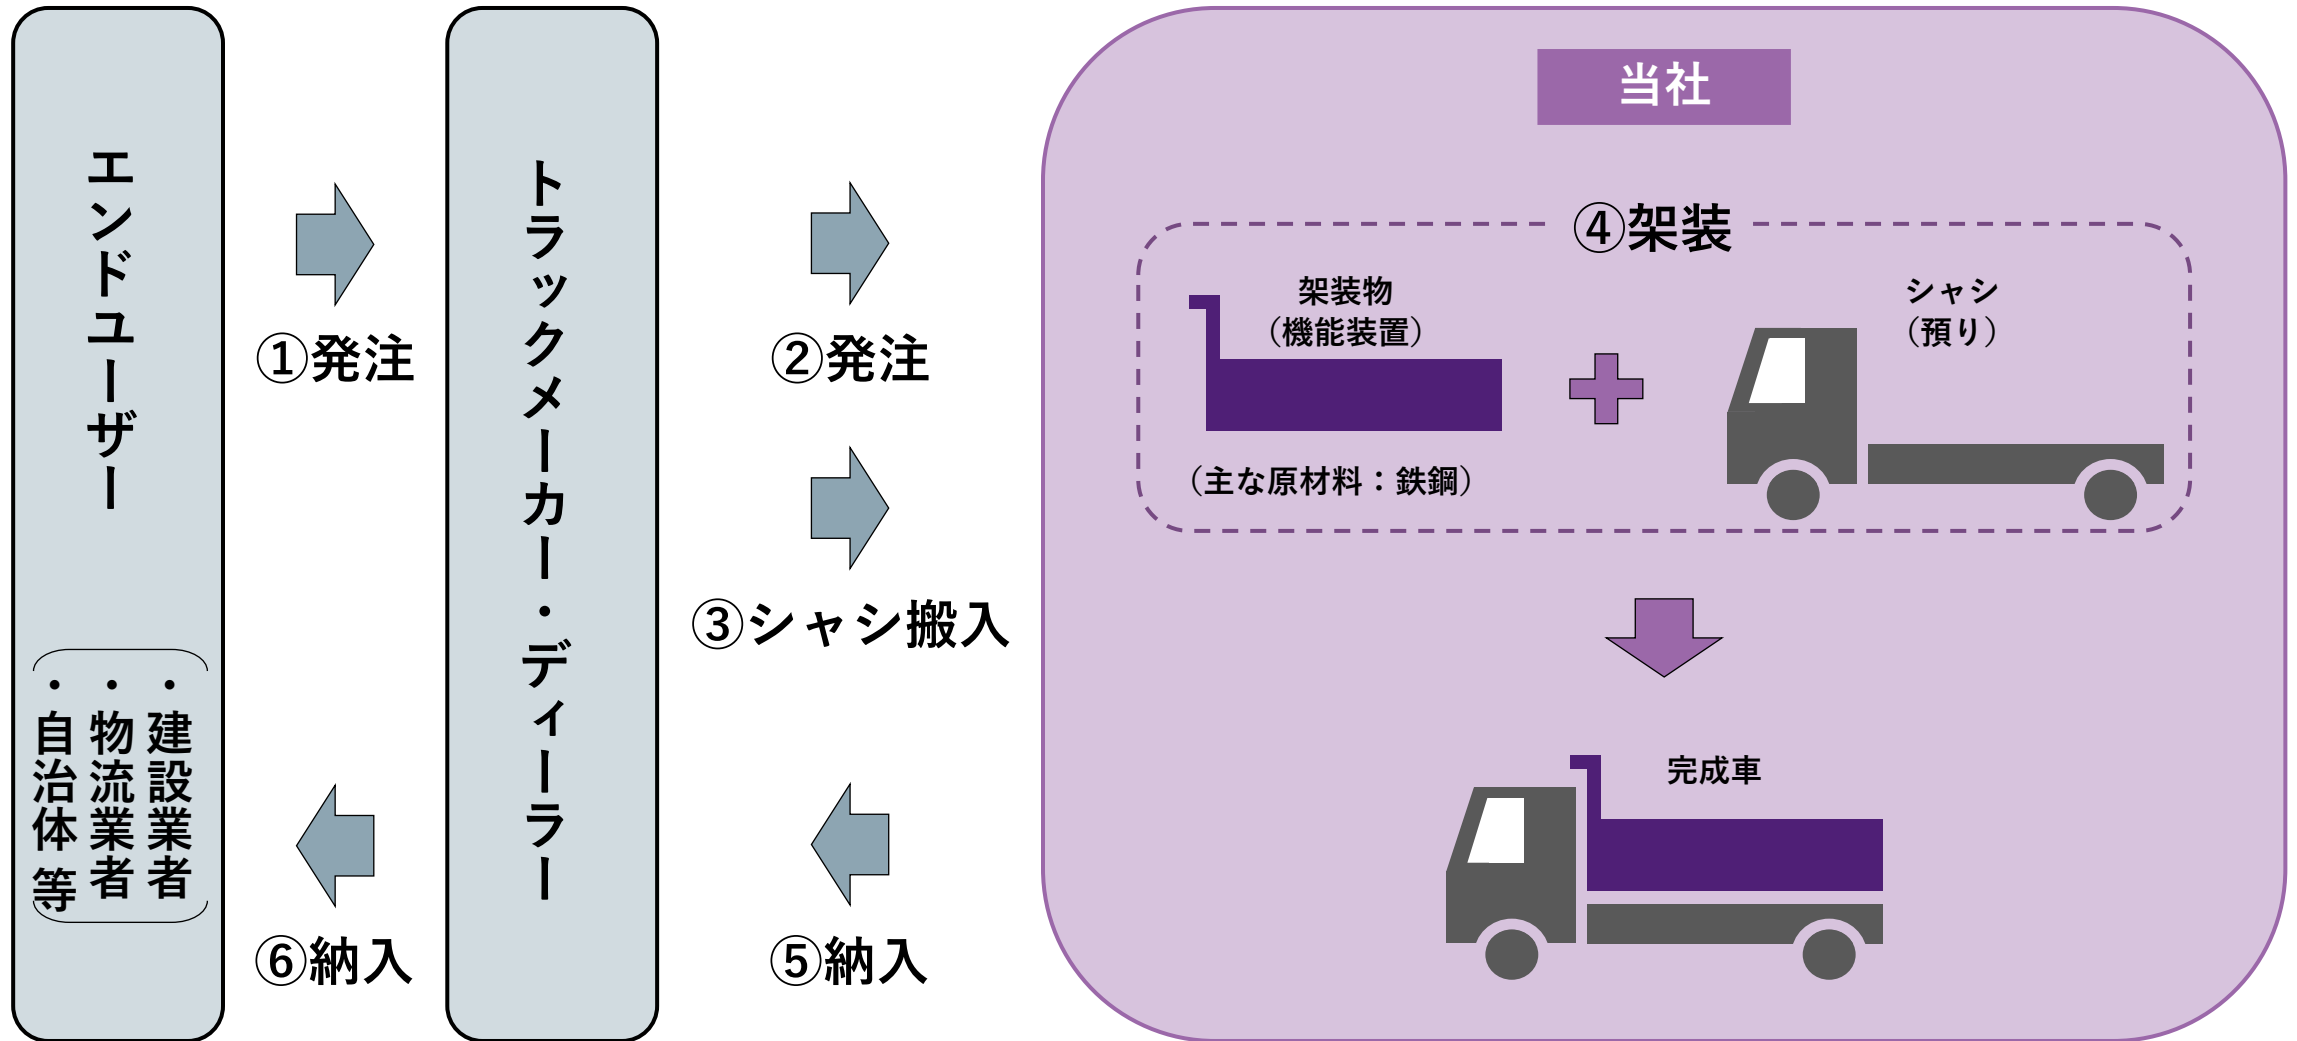 エンドユーザー
・建設業者
・物流業者
・自治体 等
①発注
⑥納入
トラックメーカー・ディーラー
②発注
③シャシ搬入
⑤納入
当社
④架装
架装物
（機能装置）
（主な原材料：鉄鋼）
シャシ
（預り）
完成車